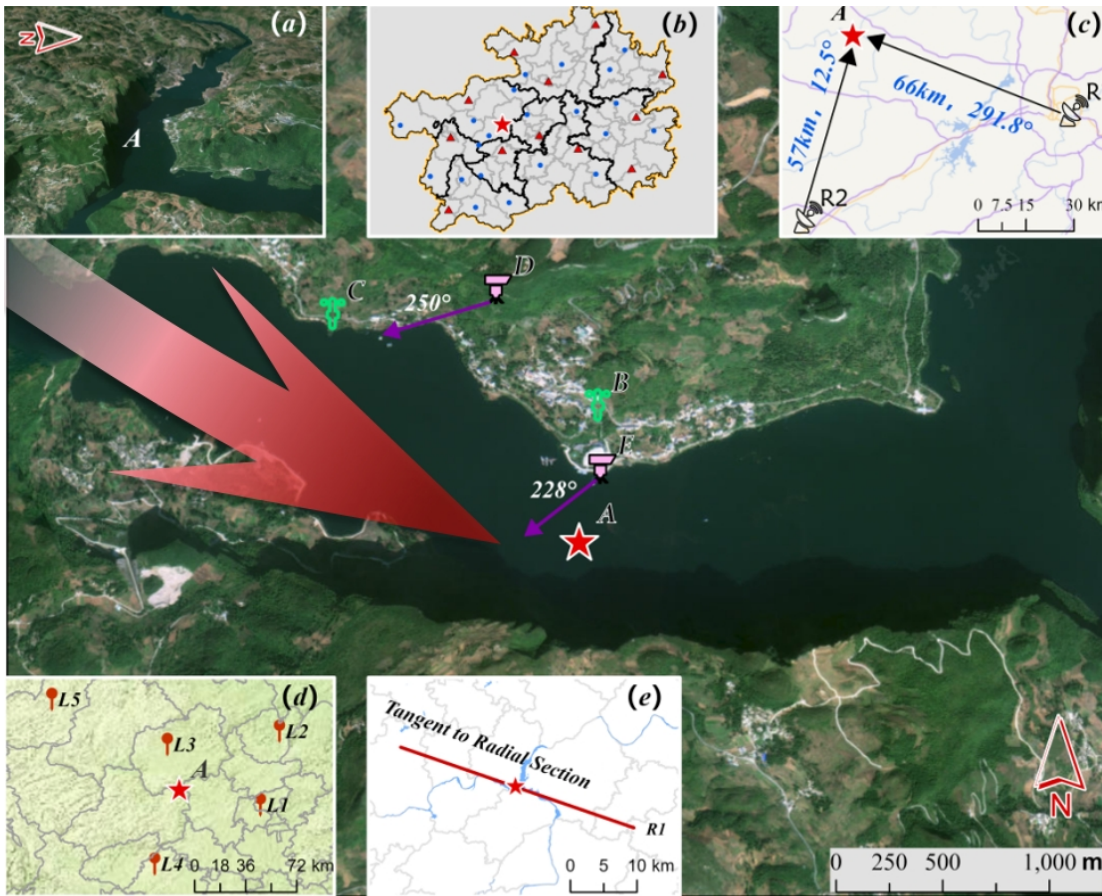 (a)
N
A
(b)
(c)
A
57km, 12.5°
66km, 291.8°
R
R2
0 7.5 15 30 km
D
C
250°
B
F
228°
A
(d)
L5
L2
L3
A
L1
L4
0 18 36 72 km
(e)
Tangent to Radial Section
R1
0 5 10 km
N
0 250 500 1,000 m